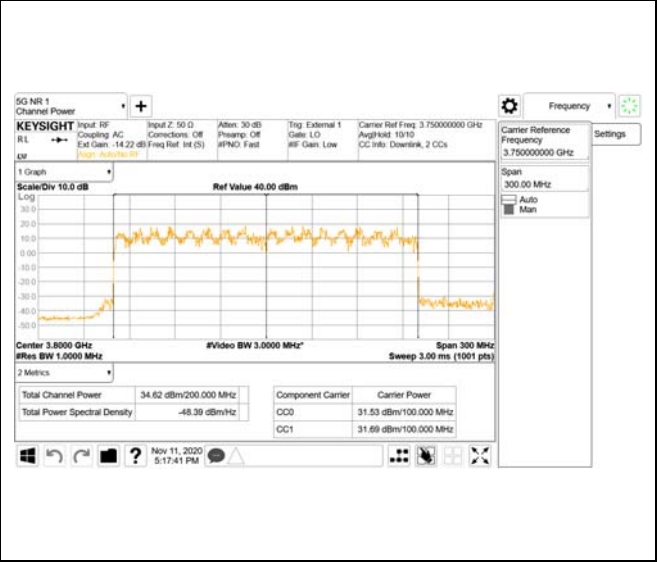 5G NR 1
Channel Power
Frequency
KEYSIGHT
Input: RF
Input Z: 50 Ω
Atten: 30 dB
Trig: External 1
Carrier Ref Freq: 3.750000000 GHz
RL
Coupling: AC
Corrections: Off
Preamp: Off
Gate: LO
Avg|Hold: 10/10
Ext Gain: -14.22 dB
Freq Ref: Int (S)
#PNO: Fast
#IF Gain: Low
CC Info: Downlink, 2 CCs
Align: Auto/No RF
Carrier Reference
Frequency
3.750000000 GHz
Settings
Span
300.00 MHz
Auto
Man
1 Graph
Scale/Div 10.0 dB
Ref Value 40.00 dBm
Log
30.0
20.0
10.0
0.00
-10.0
-20.0
-30.0
-40.0
-50.0
Center 3.8000 GHz
#Video BW 3.0000 MHz*
Span 300 MHz
#Res BW 1.0000 MHz
Sweep 3.00 ms (1001 pts)
2 Metrics
Total Channel Power
34.62 dBm/200.000 MHz
Total Power Spectral Density
-48.39 dBm/Hz
Component Carrier
Carrier Power
CC0
31.53 dBm/100.000 MHz
CC1
31.69 dBm/100.000 MHz
?
Nov 11, 2020
5:17:41 PM